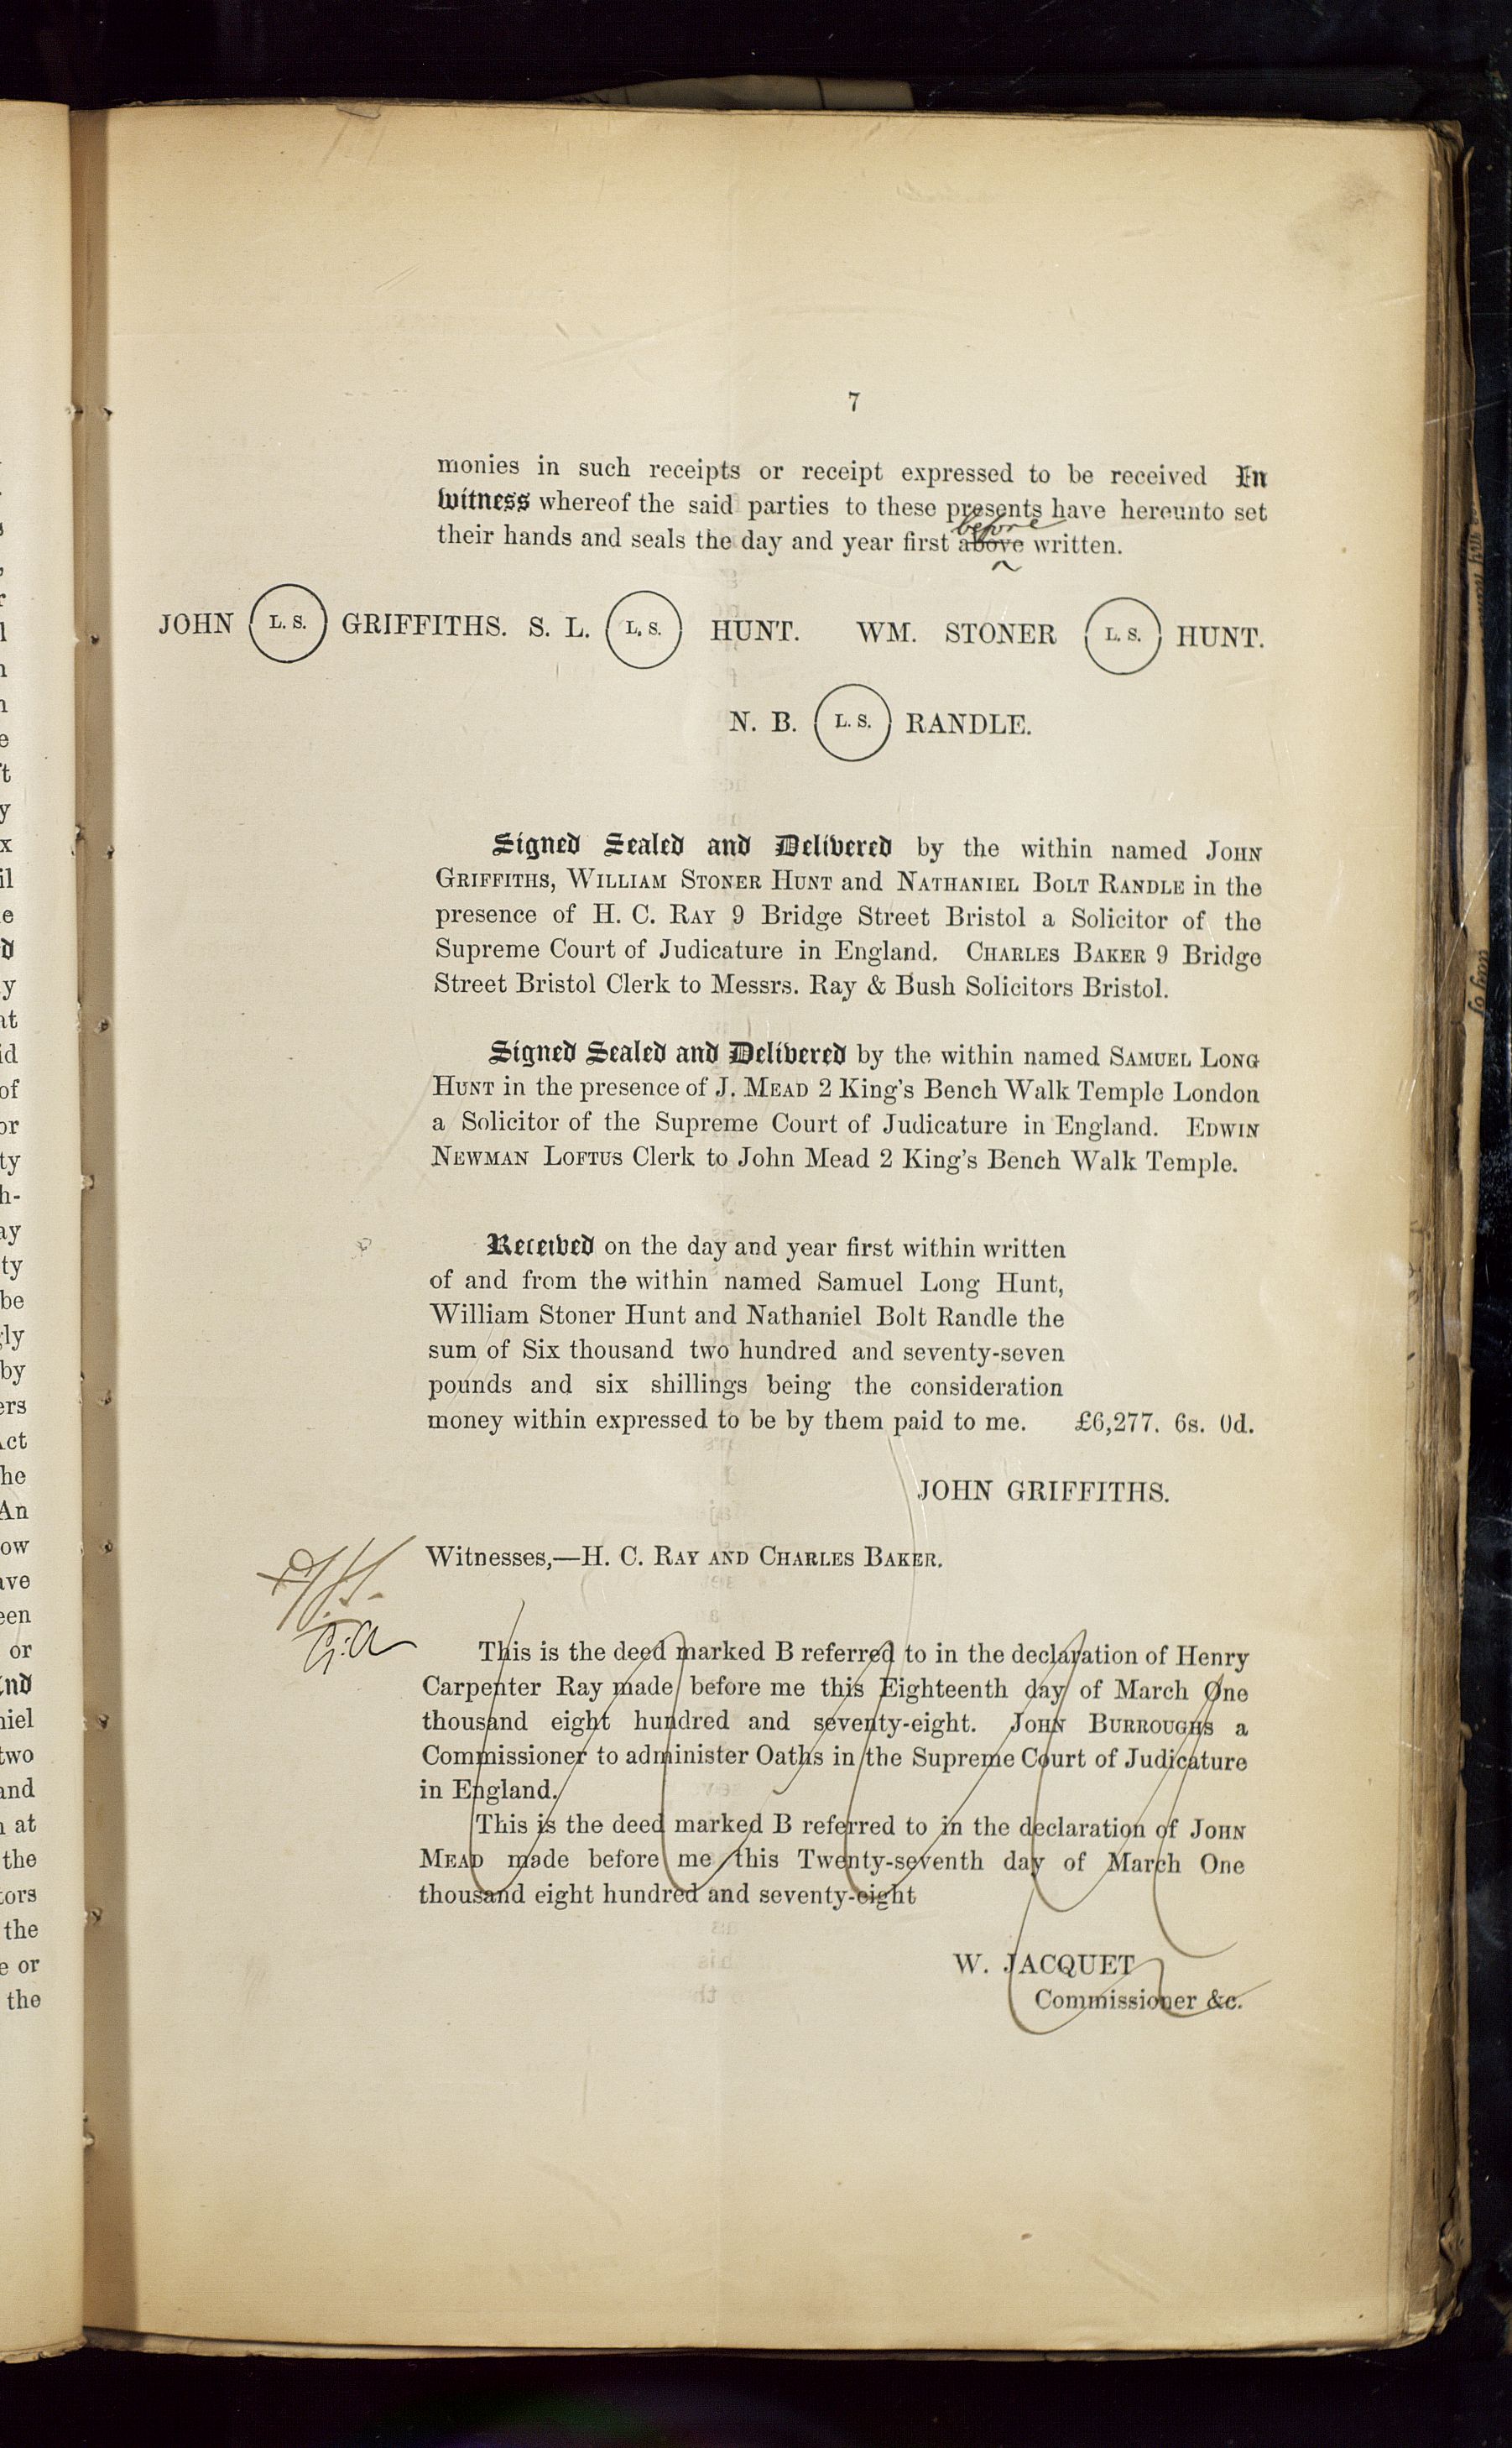 7
monies in such receipts or receipt expressed to be received In
witness whereof the said parties to these presents have hereunto set
before
their hands and seals the day and year first above written.
JOHN L. S. GRIFFITHS. S. L. L. S. HUNT. WM. STONER L. S. HUNT.
N. B. L. S. RANDLE.
Signed Sealed and Delivered by the within named JOHN
GRIFFITHS, WILLIAM STONER HUNT and NATHANIEL BOLT RANDLE in the
presence of H. C. RAY 9 Bridge Street Bristol a Solicitor of the
Supreme Court of Judicature in England. CHARLES BAKER 9 Bridge
Street Bristol Clerk to Messrs. Ray & Bush Solicitors Bristol.
Signed Sealed and Delivered by the within named SAMUEL LONG
HUNT in the presence of J. MEAD 2 King's Bench Walk Temple London
a Solicitor of the Supreme Court of Judicature in England. EDWIN
NEWMAN LOFTUS Clerk to John Mead 2 King's Bench Walk Temple.
Received on the day and year first within written
of and from the within named Samuel Long Hunt,
William Stoner Hunt and Nathaniel Bolt Randle the
sum of Six thousand two hundred and seventy-seven
pounds and six shillings being the consideration
money within expressed to be by them paid to me. £6,277. 6s. 0d.
JOHN GRIFFITHS.
Witnesses,—H. C. RAY AND CHARLES BAKER.
This is the deed marked B referred to in the declaration of Henry
Carpenter Ray made before me this Eighteenth day of March One
thousand eight hundred and seventy-eight. JOHN BURROUGHS a
Commissioner to administer Oaths in the Supreme Court of Judicature
in England.
This is the deed marked B referred to in the declaration of JOHN
MEAD made before me this Twenty-seventh day of March One
thousand eight hundred and seventy-eight
W. JACQUET
Commissioner &c.